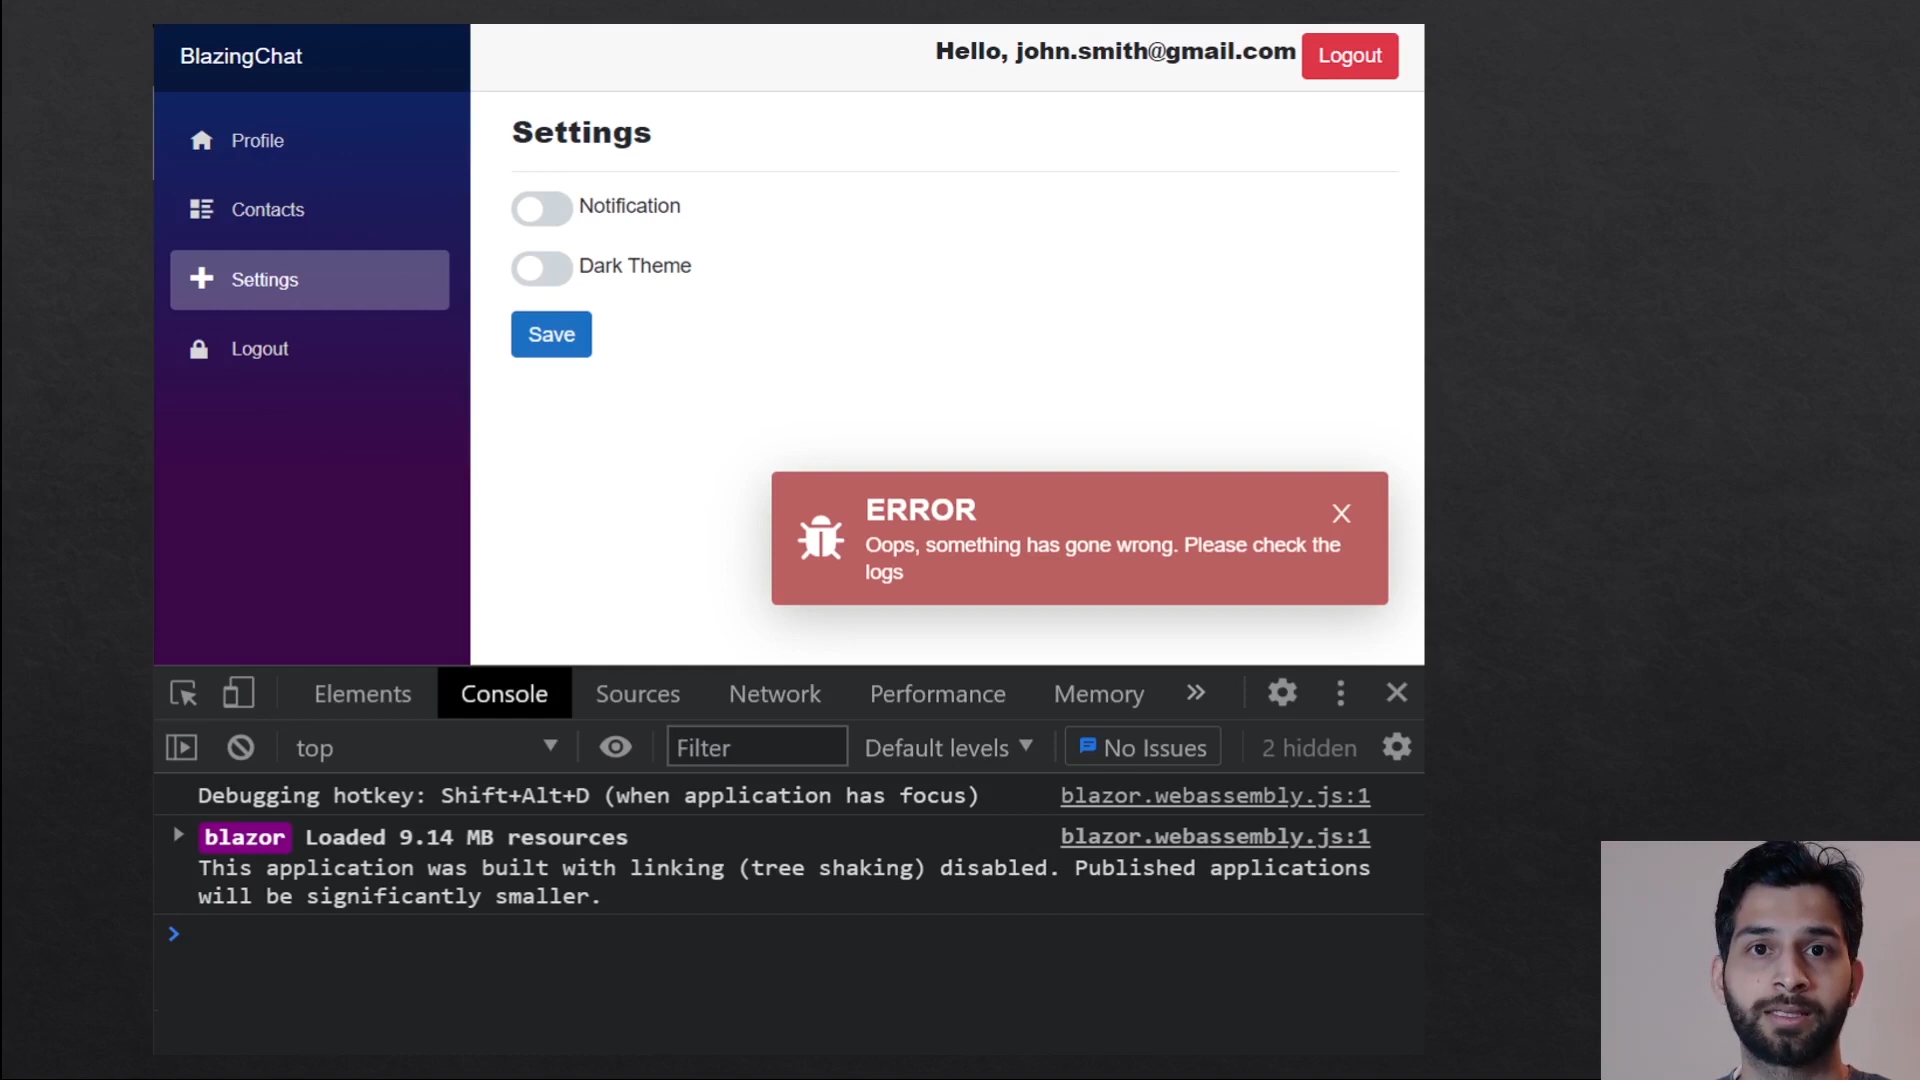 BlazingChat
Hello, john.smith@gmail.com Logout
Profile
Contacts
Settings
Logout
Settings
Notification
Dark Theme
Save
ERROR
X
Oops, something has gone wrong. Please check the
logs
Elements Console Sources Network Performance Memory
top Filter Default levels No Issues 2 hidden
Debugging hotkey: Shift+Alt+D (when application has focus) blazor.webassembly.js:1
blazor Loaded 9.14 MB resources blazor.webassembly.js:1
This application was built with linking (tree shaking) disabled. Published applications
will be significantly smaller.